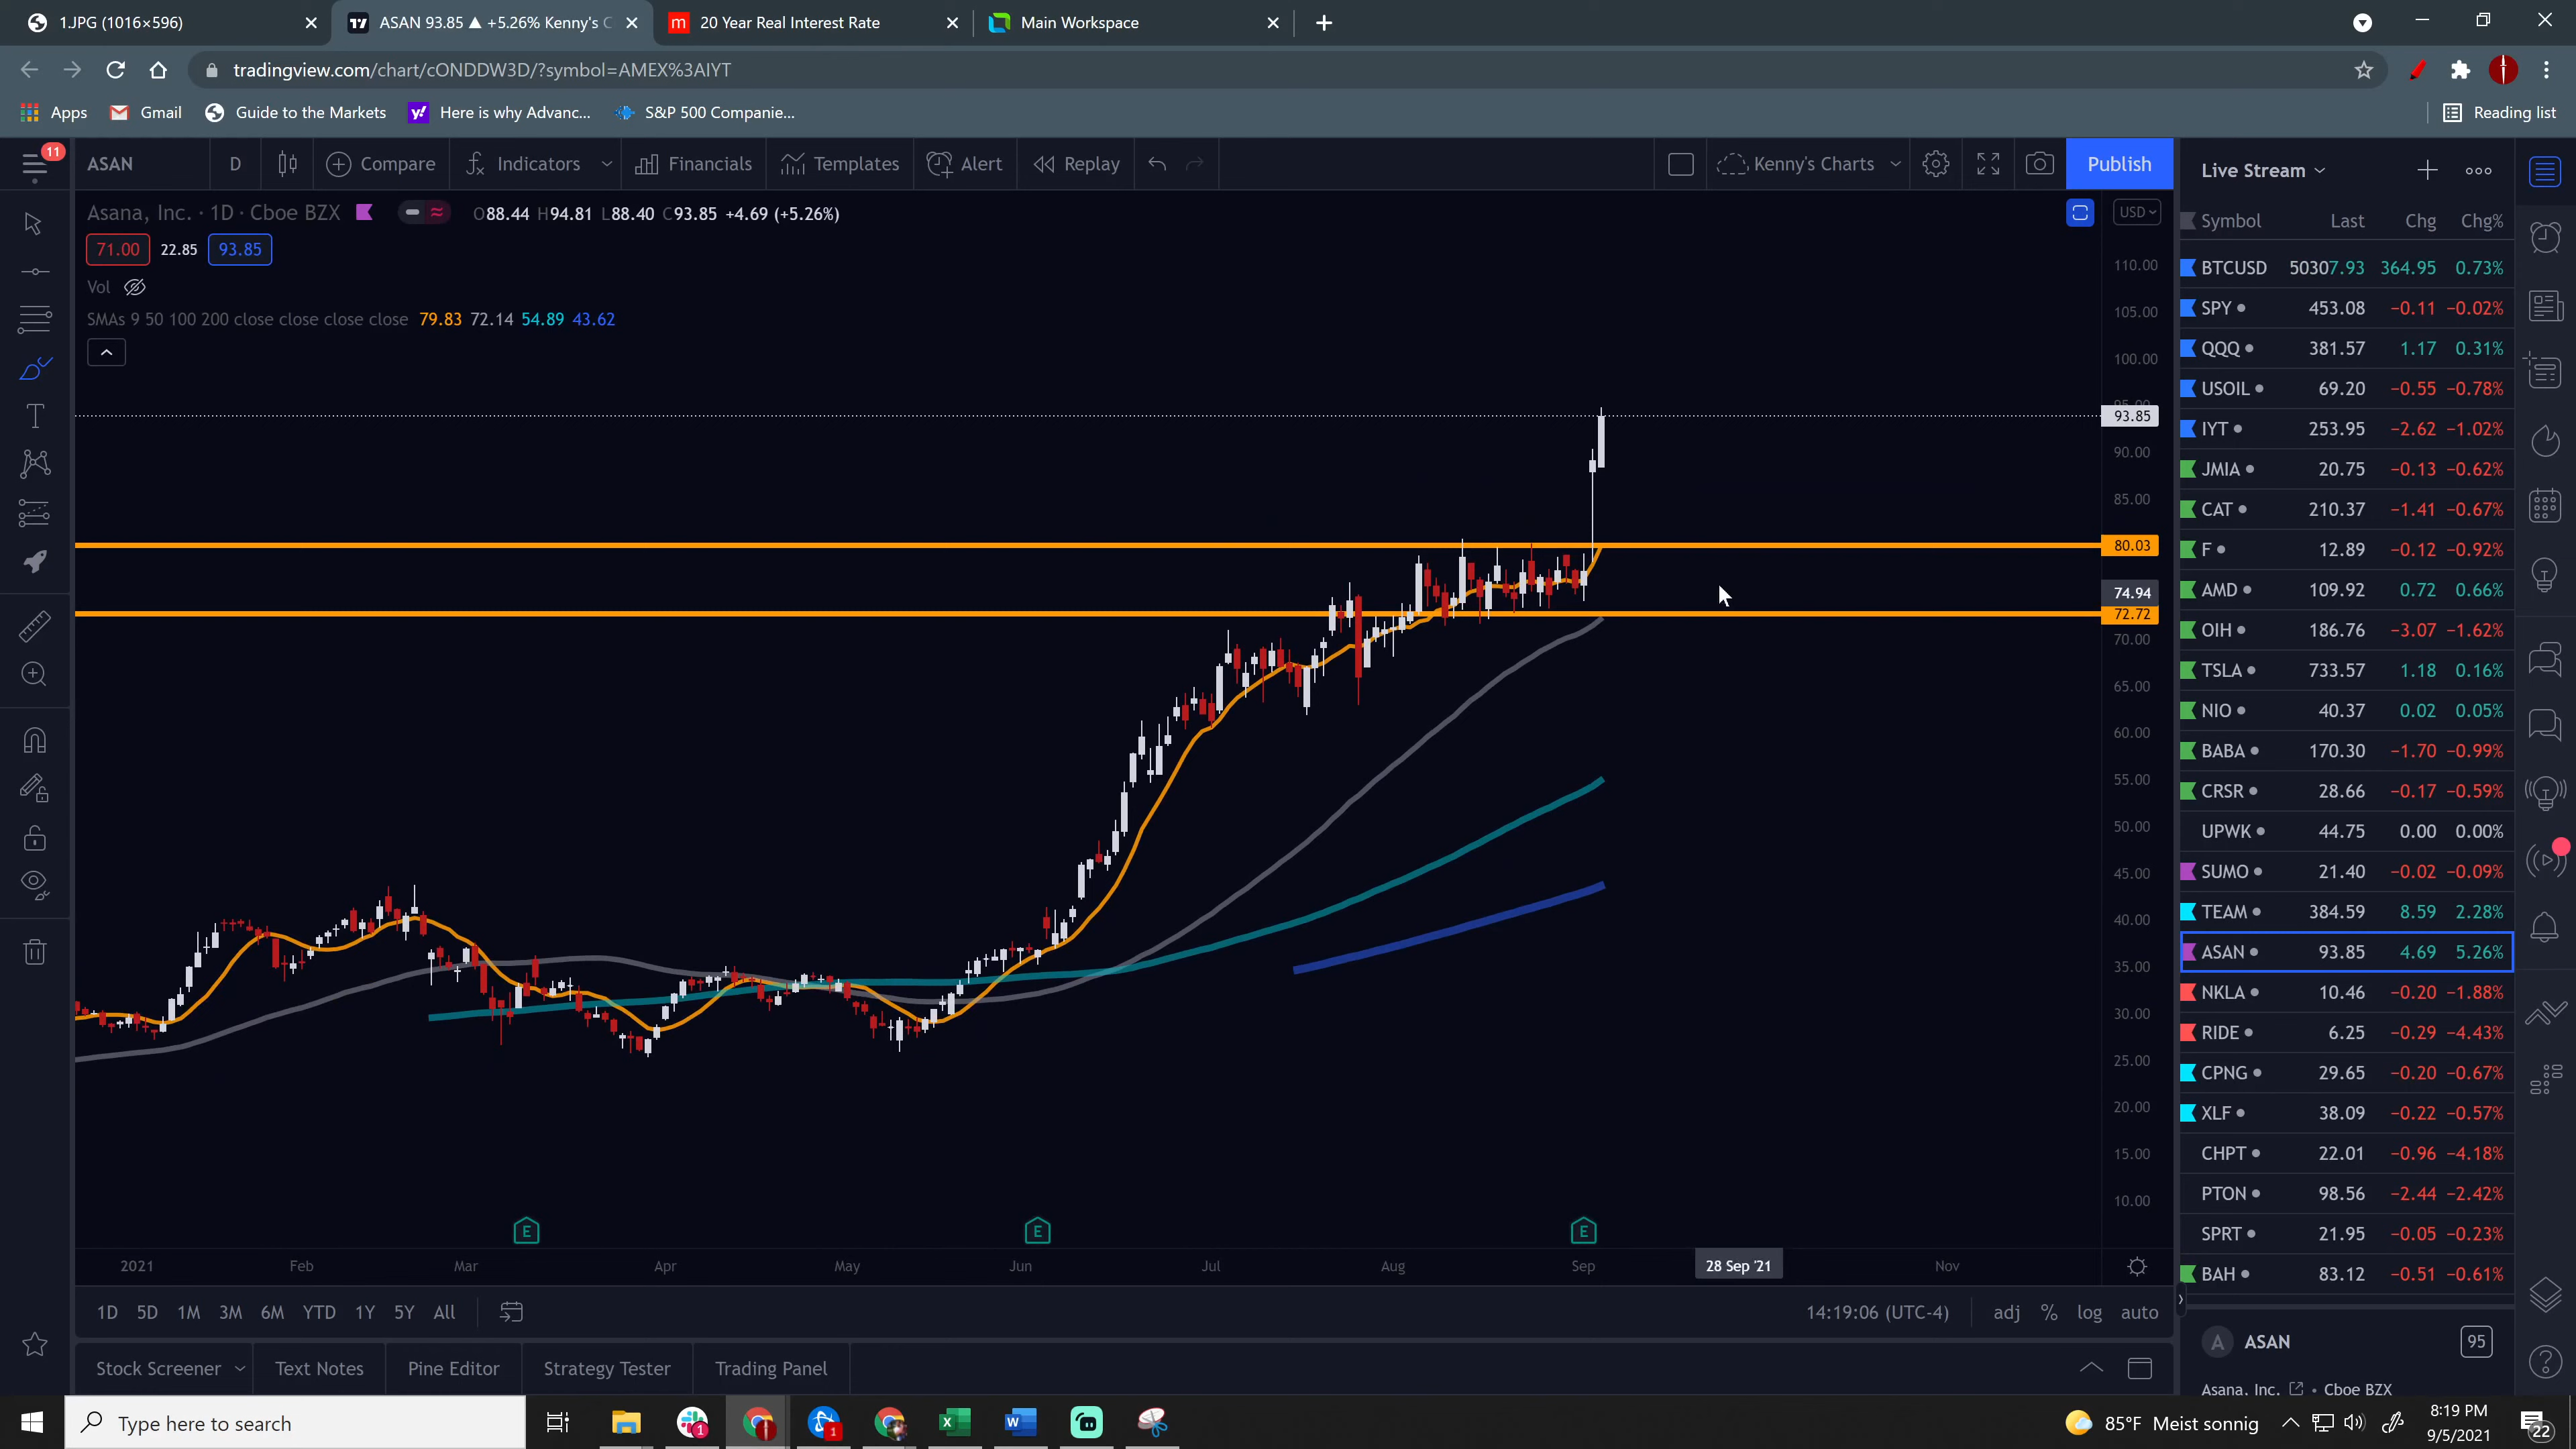 1.JPG (1016×596)
ASAN 93.85 ▲ +5.26% Kenny's C
20 Year Real Interest Rate
Main Workspace
tradingview.com/chart/cONDDW3D/?symbol=AMEX%3AIYT
Apps Gmail Guide to the Markets Here is why Advanc... S&P 500 Companie... Reading list
11
ASAN D Compare Indicators Financials Templates Alert Replay Kenny's Charts Publish
Asana, Inc. · 1D · Cboe BZX O88.44 H94.81 L88.40 C93.85 +4.69 (+5.26%)
71.00 22.85 93.85
Vol
SMAs 9 50 100 200 close close close close 79.83 72.14 54.89 43.62
USD
110.00
105.00
100.00
95.00
93.85
90.00
85.00
80.03
74.94
72.72
70.00
65.00
60.00
55.00
50.00
45.00
40.00
35.00
30.00
25.00
20.00
15.00
10.00
E E E
2021 Feb Mar Apr May Jun Jul Aug Sep 28 Sep '21 Nov
1D 5D 1M 3M 6M YTD 1Y 5Y All 14:19:06 (UTC-4) adj % log auto
Stock Screener Text Notes Pine Editor Strategy Tester Trading Panel
Live Stream
Symbol Last Chg Chg%
BTCUSD 50307.93 364.95 0.73%
SPY 453.08 −0.11 −0.02%
QQQ 381.57 1.17 0.31%
USOIL 69.20 −0.55 −0.78%
IYT 253.95 −2.62 −1.02%
JMIA 20.75 −0.13 −0.62%
CAT 210.37 −1.41 −0.67%
F 12.89 −0.12 −0.92%
AMD 109.92 0.72 0.66%
OIH 186.76 −3.07 −1.62%
TSLA 733.57 1.18 0.16%
NIO 40.37 0.02 0.05%
BABA 170.30 −1.70 −0.99%
CRSR 28.66 −0.17 −0.59%
UPWK 44.75 0.00 0.00%
SUMO 21.40 −0.02 −0.09%
TEAM 384.59 8.59 2.28%
ASAN 93.85 4.69 5.26%
NKLA 10.46 −0.20 −1.88%
RIDE 6.25 −0.29 −4.43%
CPNG 29.65 −0.20 −0.67%
XLF 38.09 −0.22 −0.57%
CHPT 22.01 −0.96 −4.18%
PTON 98.56 −2.44 −2.42%
SPRT 21.95 −0.05 −0.23%
BAH 83.12 −0.51 −0.61%
A ASAN 95
Asana, Inc. • Cboe BZX
Type here to search
1
1
85°F Meist sonnig
8:19 PM
9/5/2021
22